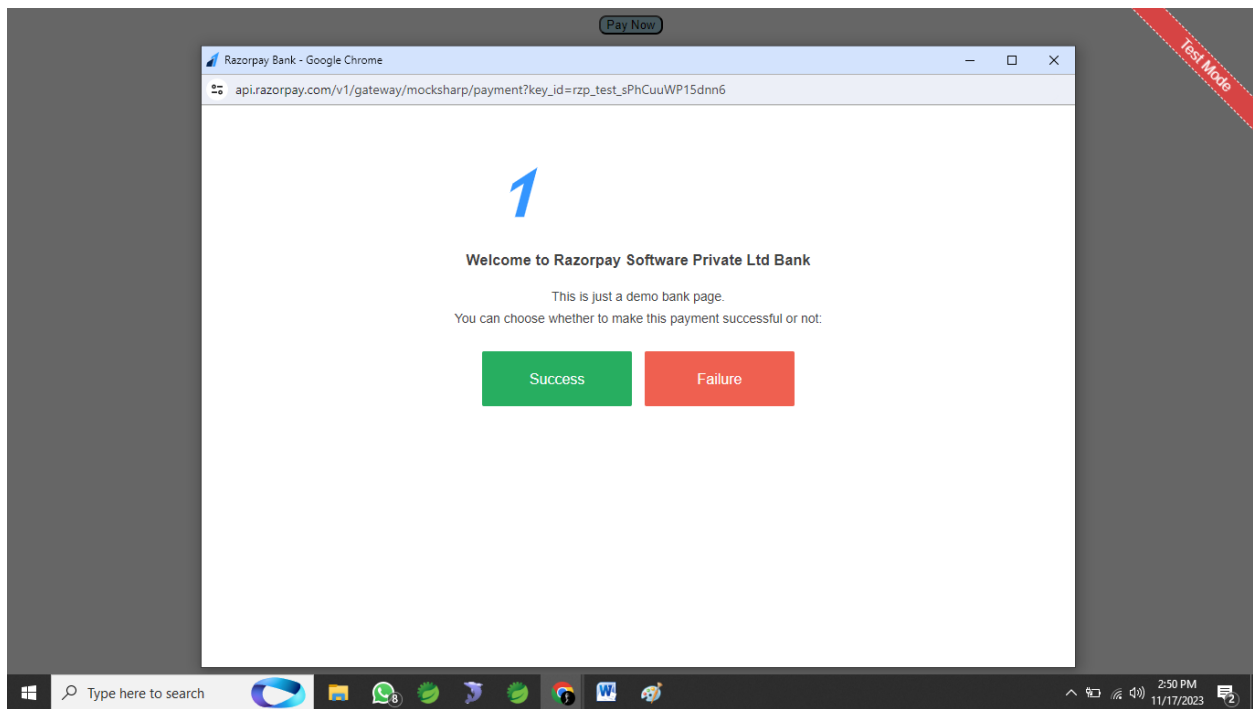 Pay Now
Test Mode
Razorpay Bank - Google Chrome
api.razorpay.com/v1/gateway/mocksharp/payment?key_id=rzp_test_sPhCuuWP15dnn6
Welcome to Razorpay Software Private Ltd Bank
This is just a demo bank page.
You can choose whether to make this payment successful or not:
Success Failure
Type here to search
8
W
2:50 PM
11/17/2023
2